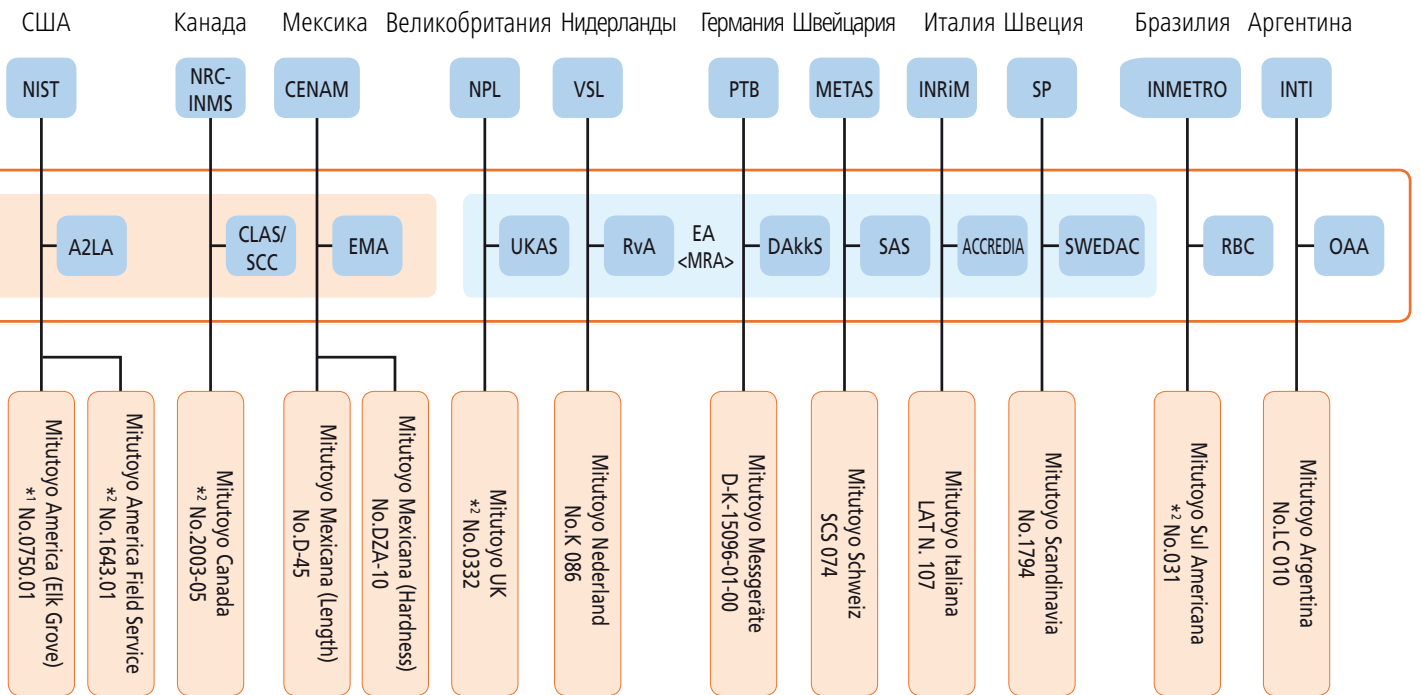 США Канада Мексика Великобритания Нидерланды Германия Швейцария Италия Швеция Бразилия Аргентина
NIST
NRC-
INMS
CENAM
NPL
VSL
PTB
METAS
INRiM
SP
INMETRO
INTI
A2LA
CLAS/
SCC
EMA
UKAS
RvA
EA
<MRA>
DAkkS
SAS
ACCREDIA
SWEDAC
RBC
OAA
Mitutoyo America (Elk Grove)
*1 No.0750.01
Mitutoyo America Field Service
*2 No.1643.01
Mitutoyo Canada
*2 No.2003-05
Mitutoyo Mexicana (Length)
No.D-45
Mitutoyo Mexicana (Hardness)
No.DZA-10
Mitutoyo UK
*2 No.0332
Mitutoyo Nederland
No.K 086
Mitutoyo Messgeräte
D-K-15096-01-00
Mitutoyo Schweiz
SCS 074
Mitutoyo Italiana
LAT N. 107
Mitutoyo Scandinavia
No.1794
Mitutoyo Sul Americana
*2 No.031
Mitutoyo Argentina
No.LC 010